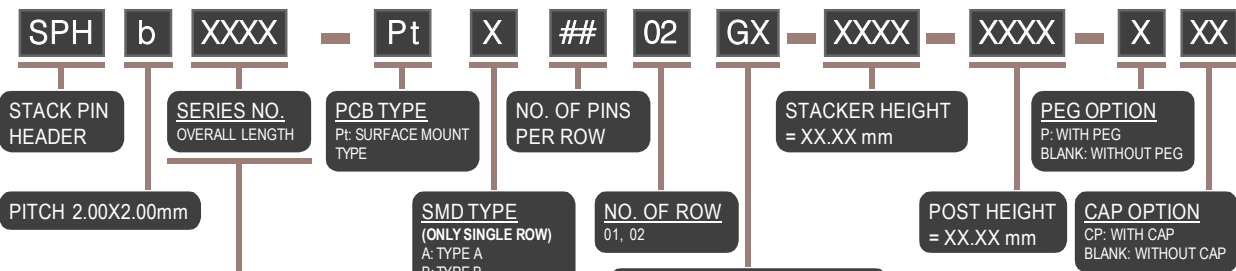 SPH b XXXX - Pt X ## 02 GX - XXXX - XXXX - X XX
STACK PIN
HEADER
SERIES NO.
OVERALL LENGTH
PCB TYPE
Pt: SURFACE MOUNT
TYPE
NO. OF PINS
PER ROW
STACKER HEIGHT
= XX.XX mm
PEG OPTION
P: WITH PEG
BLANK: WITHOUT PEG
PITCH 2.00X2.00mm
SMD TYPE
(ONLY SINGLE ROW)
A: TYPE A
B: TYPE B
NO. OF ROW
01, 02
POST HEIGHT
= XX.XX mm
CAP OPTION
CP: WITH CAP
BLANK: WITHOUT CAP